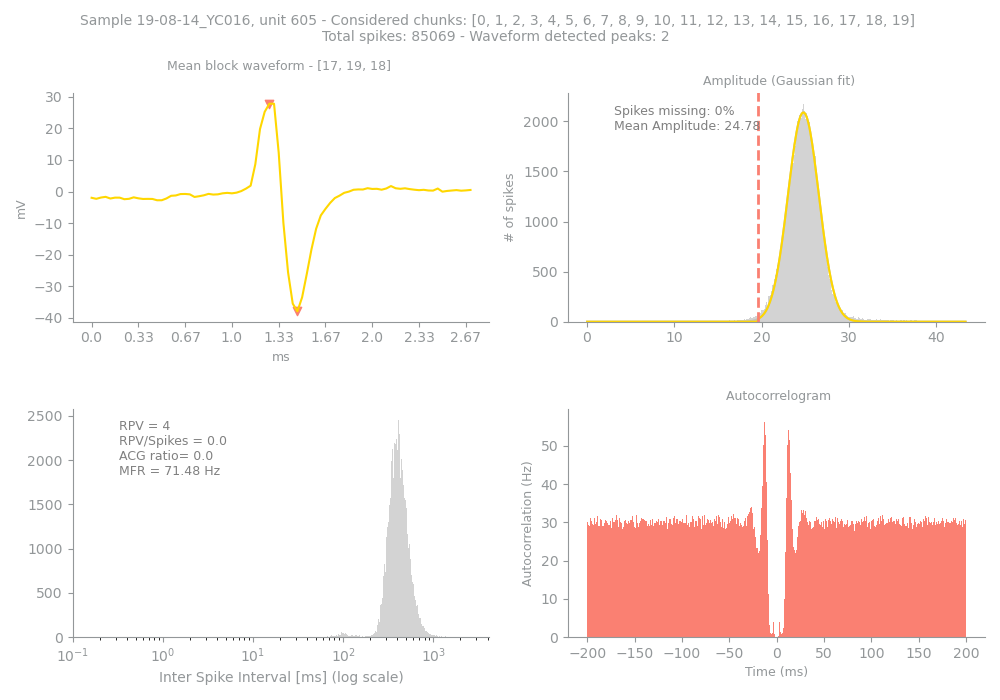 Sample 19-08-14_YC016, unit 605 - Considered chunks: [0, 1, 2, 3, 4, 5, 6, 7, 8, 9, 10, 11, 12, 13, 14, 15, 16, 17, 18, 19]
Total spikes: 85069 - Waveform detected peaks: 2
Mean block waveform - [17, 19, 18]
30
20
10
0
−10
−20
−30
−40
mV
0.0 0.33 0.67 1.0 1.33 1.67 2.0 2.33 2.67
ms
Amplitude (Gaussian fit)
Spikes missing: 0%
Mean Amplitude: 24.78
2000
1500
1000
500
0
# of spikes
0 10 20 30 40
RPV = 4
RPV/Spikes = 0.0
ACG ratio= 0.0
MFR = 71.48 Hz
2500
2000
1500
1000
500
0
10⁻¹ 10⁰ 10¹ 10² 10³
Inter Spike Interval [ms] (log scale)
Autocorrelogram
50
40
30
20
10
0
Autocorrelation (Hz)
−200 −150 −100 −50 0 50 100 150 200
Time (ms)